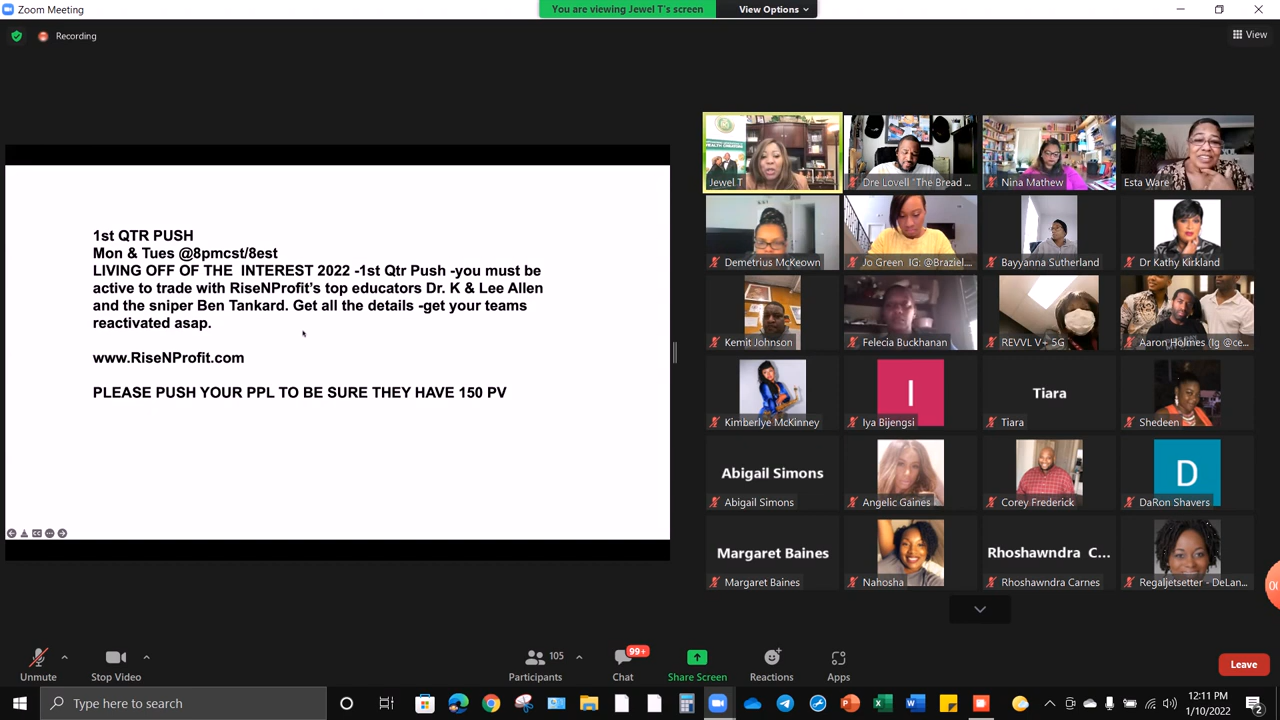 Zoom Meeting
You are viewing Jewel T's screen
View Options
Recording
View
1st QTR PUSH
Mon & Tues @8pmcst/8est
LIVING OFF OF THE INTEREST 2022 -1st Qtr Push -you must be
active to trade with RiseNProfit's top educators Dr. K & Lee Allen
and the sniper Ben Tankard. Get all the details -get your teams
reactivated asap.
www.RiseNProfit.com
PLEASE PUSH YOUR PPL TO BE SURE THEY HAVE 150 PV
Jewel T
Dre Lovell "The Bread ...
Nina Mathew
Esta Ware
Demetrius McKeown
Jo Green IG: @Braziel...
Bayyanna Sutherland
Dr Kathy Kirkland
Kemit Johnson
Felecia Buckhanan
REVVL V+ 5G
Aaron Holmes (Ig @ce...
Kimberlye McKinney
I
Iya Bijengsi
Tiara
Tiara
Shedeen
Abigail Simons
Abigail Simons
Angelic Gaines
Corey Frederick
D
DaRon Shavers
Margaret Baines
Margaret Baines
Nahosha
Rhoshawndra C...
Rhoshawndra Carnes
Regaljetsetter - DeLan...
Unmute
Stop Video
105
Participants
99+
Chat
Share Screen
Reactions
Apps
Leave
Type here to search
12:11 PM
1/10/2022
2